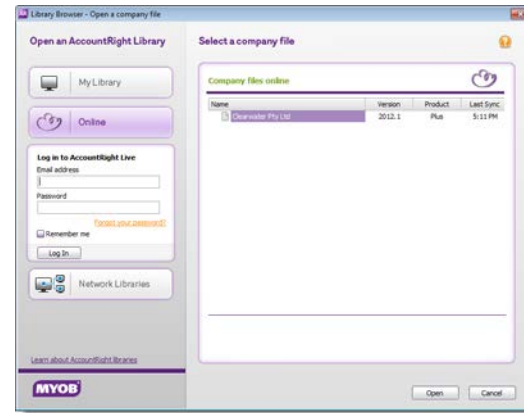 Library Browser - Open a company file
Open an AccountRight Library
My Library
Online
Log in to AccountRight Live
Email address
Password
Forgot your password?
Remember me
Log In
Network Libraries
Learn about AccountRight libraries
MYOB
Select a company file
?
Company files online
Name Version Product Last Sync
Clearwater Pty Ltd 2012.1 Plus 5:11 PM
Open Cancel